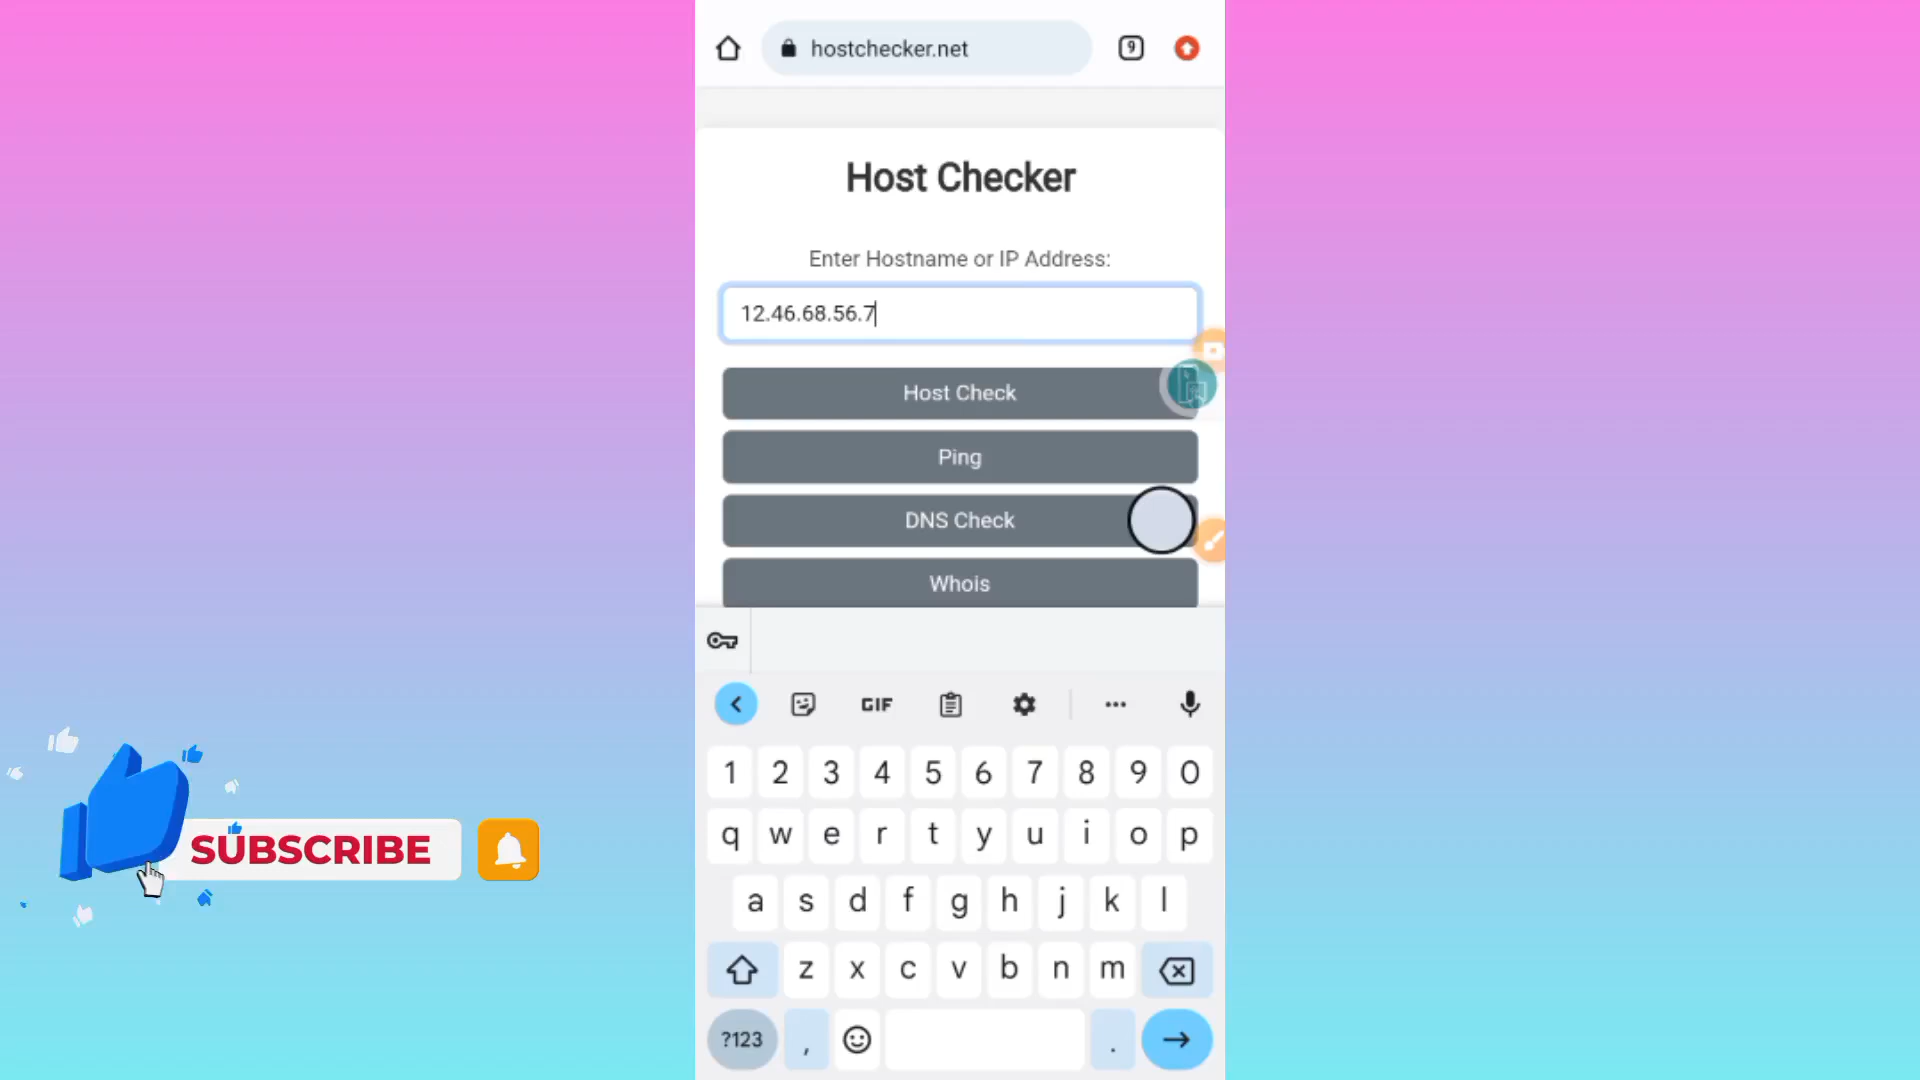 hostchecker.net
9
Host Checker
Enter Hostname or IP Address:
12.46.68.56.7
Host Check
Ping
DNS Check
Whois
GIF
1 2 3 4 5 6 7 8 9 0
q w e r t y u i o p
a s d f g h j k l
z x c v b n m
?123 , .
SUBSCRIBE